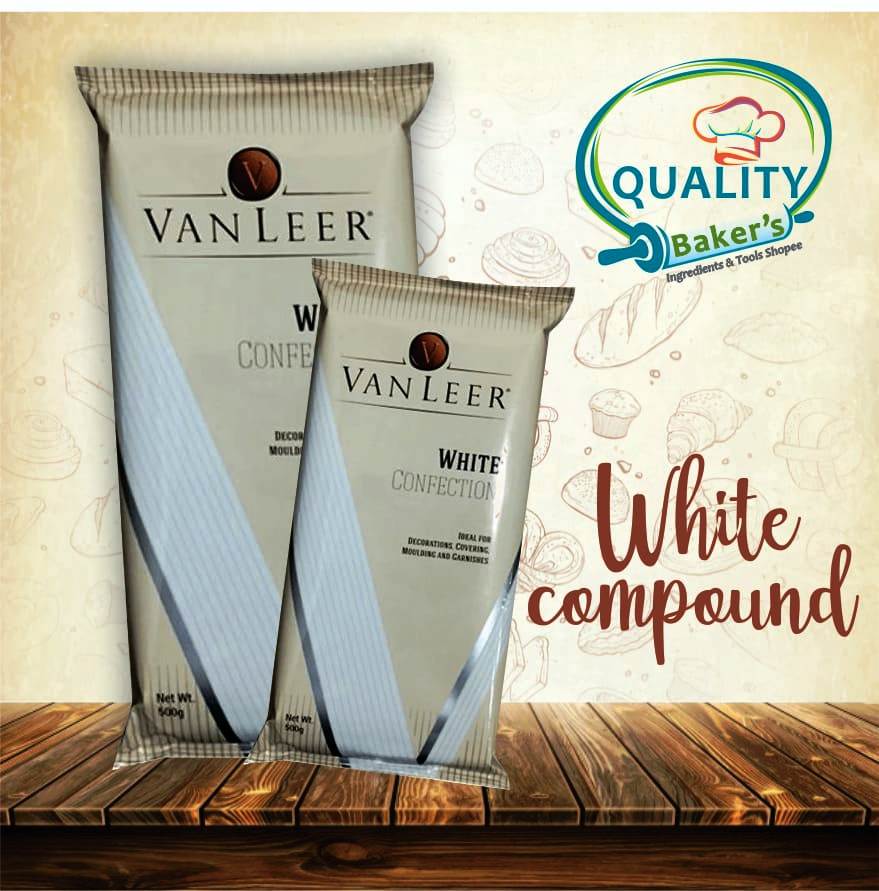 V
VANLEER®
W
CONFE
DECOR
MOULDI
Net Wt.
500g
V
VANLEER®
WHITE
CONFECTION
IDEAL FOR
DECORATIONS, COVERING,
MOULDING AND GARNISHES
Net Wt.
500g
QUALITY
Baker's
Ingredients & Tools Shopee
White
compound